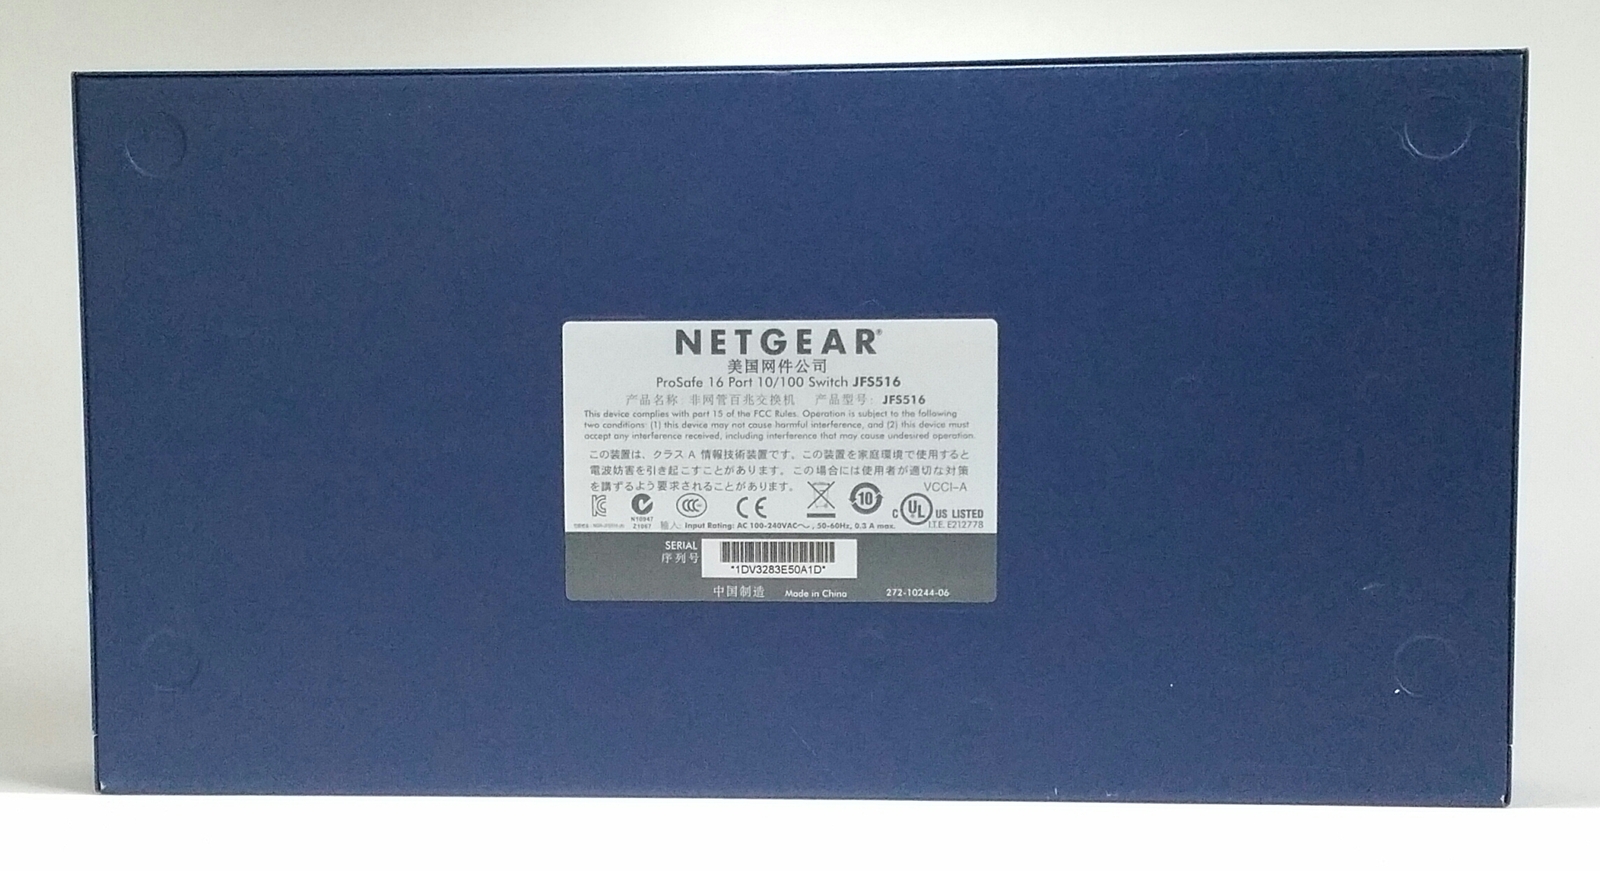 NETGEAR®
美国网件公司
ProSafe 16 Port 10/100 Switch JFS516
产品名称: 非网管百兆交换机 产品型号: JFS516
This device complies with part 15 of the FCC Rules. Operation is subject to the following
two conditions: (1) this device may not cause harmful interference, and (2) this device must
accept any interference received, including interference that may cause undesired operation.
この装置は、クラス A 情報技術装置です。この装置を家庭環境で使用すると
電波妨害を引き起こすことがあります。この場合には使用者が適切な対策
を講ずるよう要求されることがあります。 VCCI-A
N10947
Z1067
CCC
CE
10
C UL US LISTED
I.T.E. E212778
输入: Input Rating: AC 100-240VAC～, 50-60Hz, 0.3 A max.
SERIAL
序列号
*1DV3283E50A1D*
中国制造 Made in China 272-10244-06